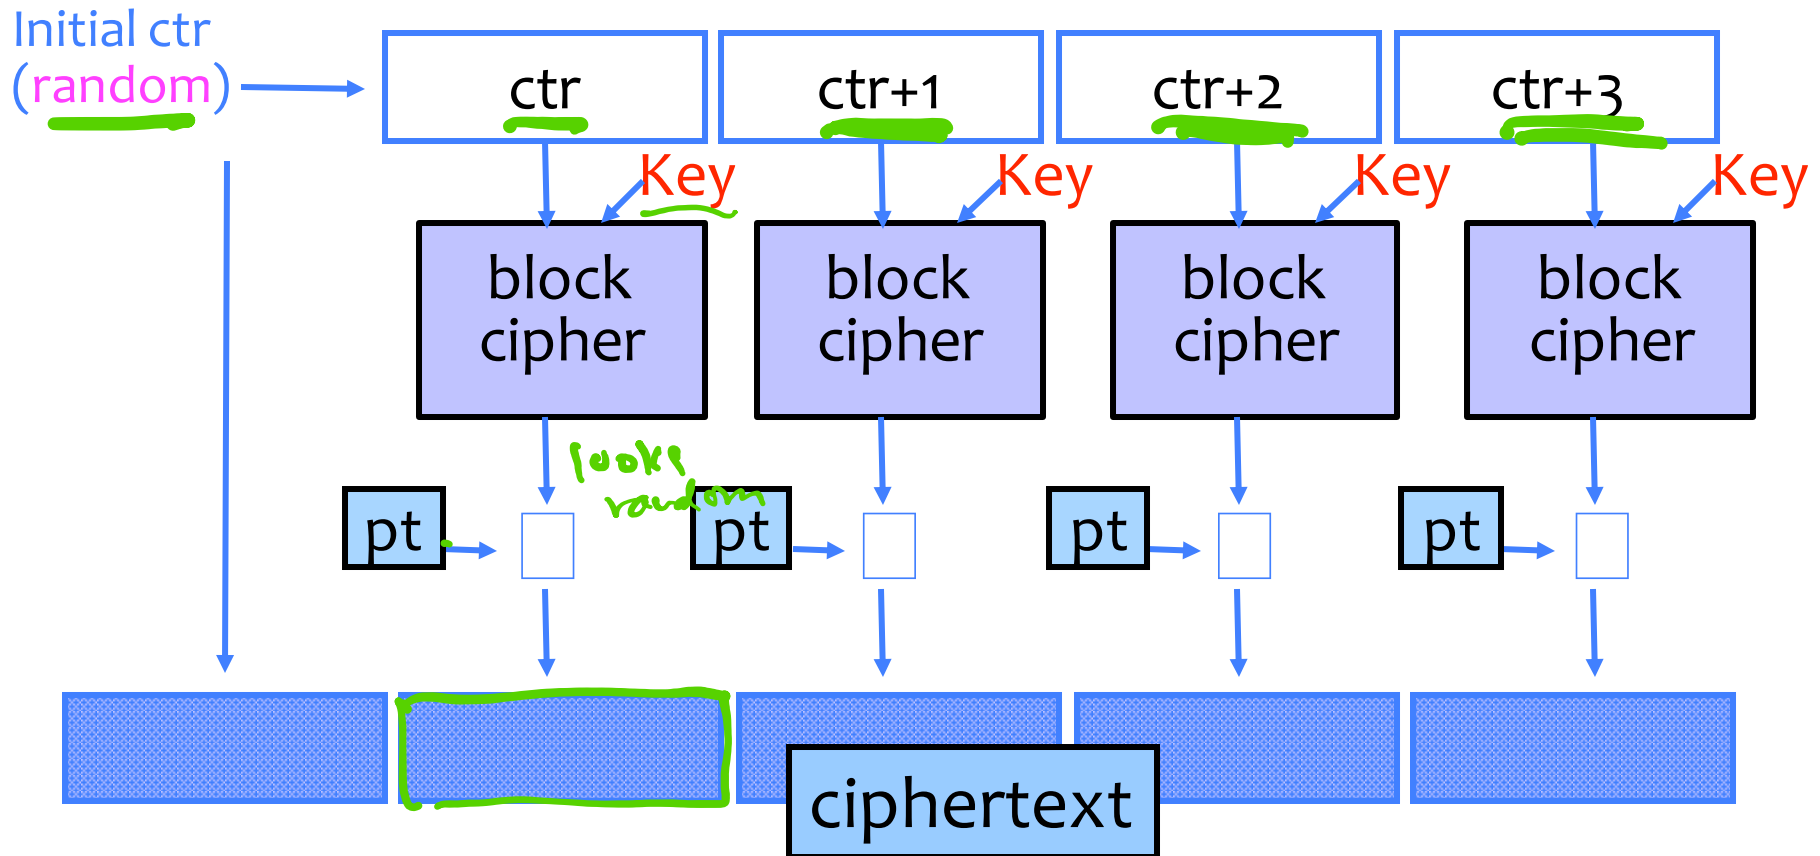 Initial ctr
(random)
ctr
ctr+1
ctr+2
ctr+3
Key
Key
Key
Key
block
cipher
block
cipher
block
cipher
block
cipher
looks
random
pt
pt
pt
pt
ciphertext